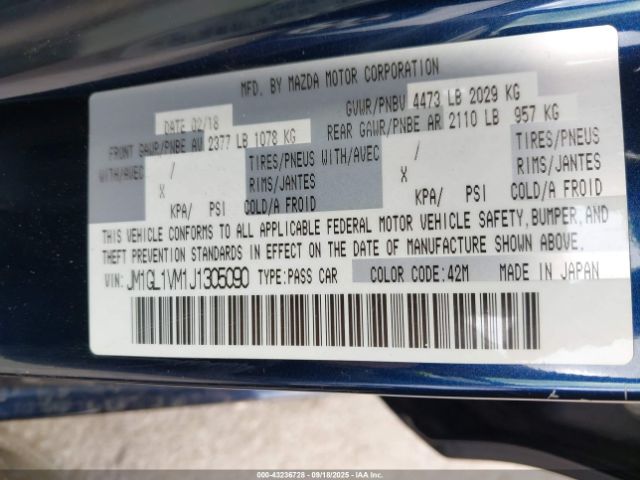 MFD. BY MAZDA MOTOR CORPORATION
DATE 02/18 GVWR/PNBV 4473 LB 2029 KG
FRONT GAWR/PNBE AV 2377 LB 1078 KG REAR GAWR/PNBE AR 2110 LB 957 KG
WITH/AVEC / TIRES/PNEUS WITH/AVEC / TIRES/PNEUS
X RIMS/JANTES X RIMS/JANTES
KPA/ PSI COLD/A FROID KPA/ PSI COLD/A FROID
THIS VEHICLE CONFORMS TO ALL APPLICABLE FEDERAL MOTOR VEHICLE SAFETY, BUMPER, AND
THEFT PREVENTION STANDARDS IN EFFECT ON THE DATE OF MANUFACTURE SHOWN ABOVE.
VIN: JM1GL1VM1J1305090 TYPE:PASS CAR COLOR CODE:42M MADE IN JAPAN
000-43236728 09/18/2025 Copyright © IAA